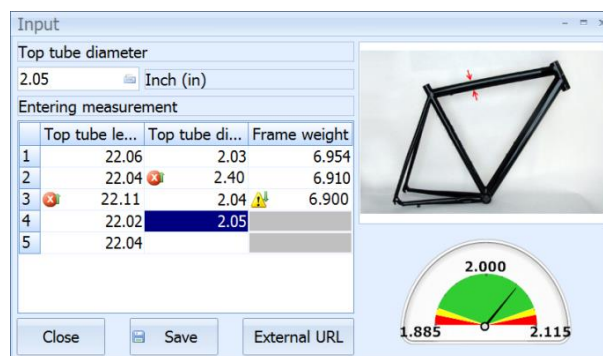 Input
Top tube diameter
2.05 Inch (in)
Entering measurement
Top tube le... Top tube di... Frame weight
1 22.06 2.03 6.954
2 22.04 2.40 6.910
3 22.11 2.04 6.900
4 22.02 2.05
5 22.04
2.000
1.885 2.115
Close Save External URL